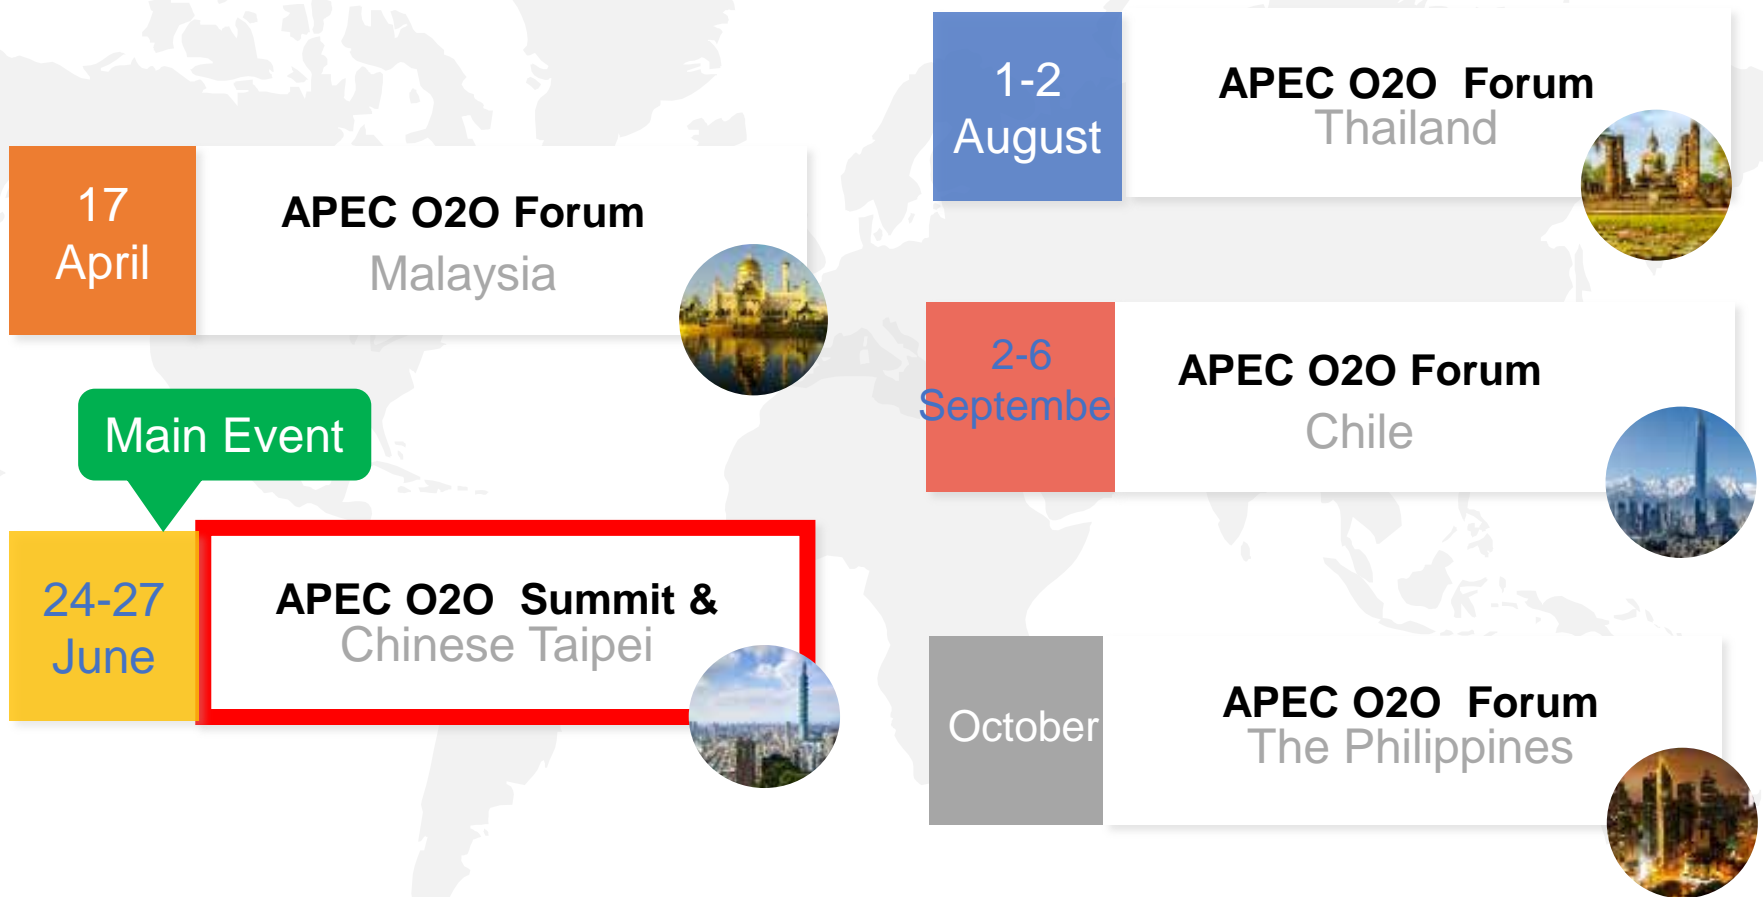 17
April
APEC O2O Forum
Malaysia
Main Event
24-27
June
APEC O2O Summit &
Chinese Taipei
1-2
August
APEC O2O Forum
Thailand
2-6
Septembe
APEC O2O Forum
Chile
October
APEC O2O Forum
The Philippines